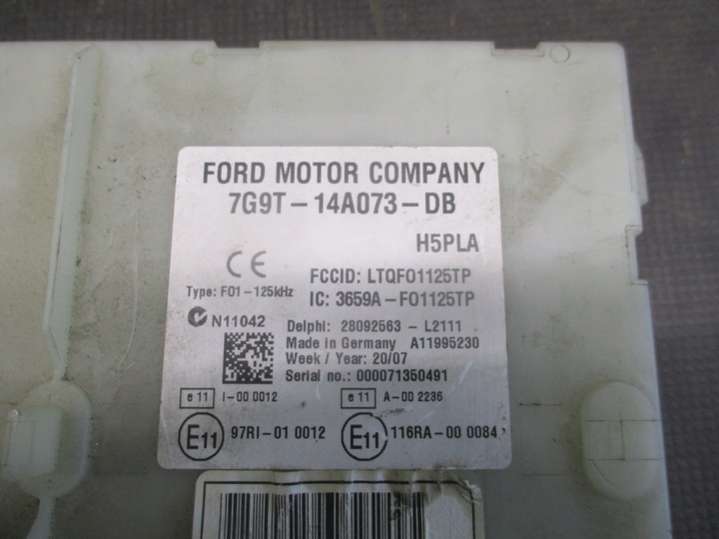 FORD MOTOR COMPANY
7G9T-14A073-DB
H5PLA
CE
FCCID: LTQFO1125TP
Type: F01-125kHz
IC: 3659A-FO1125TP
N11042
Delphi: 28092563-L2111
Made in Germany A11995230
Week / Year: 20/07
Serial no.: 000071350491
e 11 I-00 0012 e 11 A-00 2236
E11 97RI-01 0012 E11 116RA-00 0084